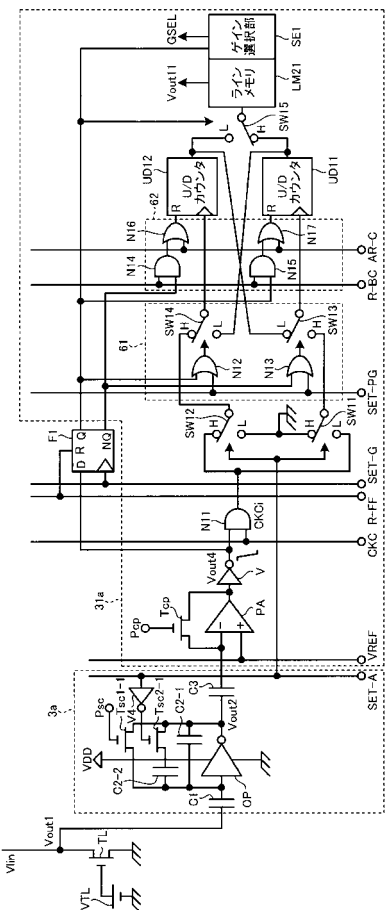 GSEL
ゲイン
選択部
SE1
Vout11
ライン
メモリ
LM21
SW15
L
H
UD12
U/D
カウンタ
R
UD11
U/D
カウンタ
R
62
N16
N14
N17
N15
AR-C
R-BC
61
SW14
H
L
SW13
H
L
N12
N13
SET-PG
SW12
H
L
SW11
H
L
F1
D
R
Q
NQ
SET-G
R-FF
N11
CKCi
CKC
31a
Vout4
V
Pcp
Tcp
PA
-
+
VREF
SET-A
3a
Psc
V4
Tsc1-1
Tsc2-1
C2-1
C2-2
C3
Vout2
VDD
OP
C1
Vlin
Vout1
TL
VTL